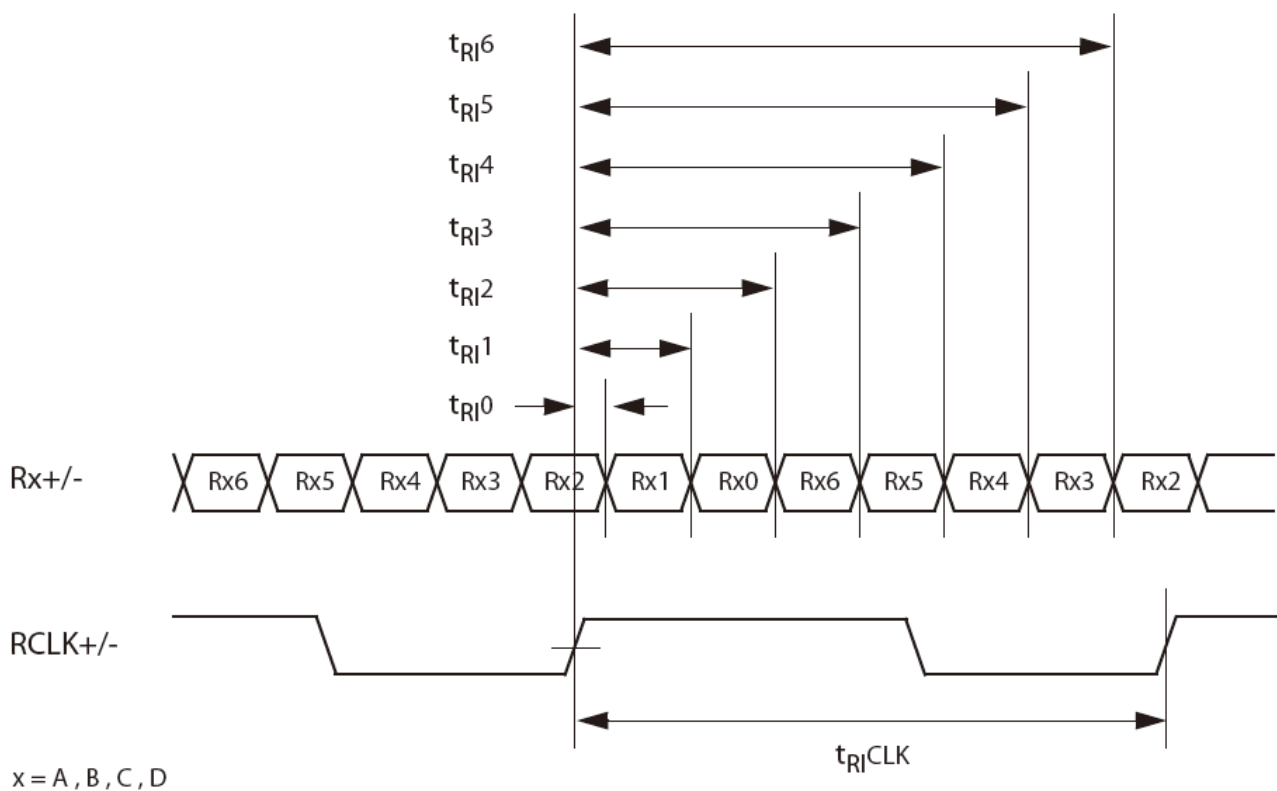 tRI6
tRI5
tRI4
tRI3
tRI2
tRI1
tRI0
Rx+/- Rx6 Rx5 Rx4 Rx3 Rx2 Rx1 Rx0 Rx6 Rx5 Rx4 Rx3 Rx2
RCLK+/-
tRICLK
x = A , B , C , D